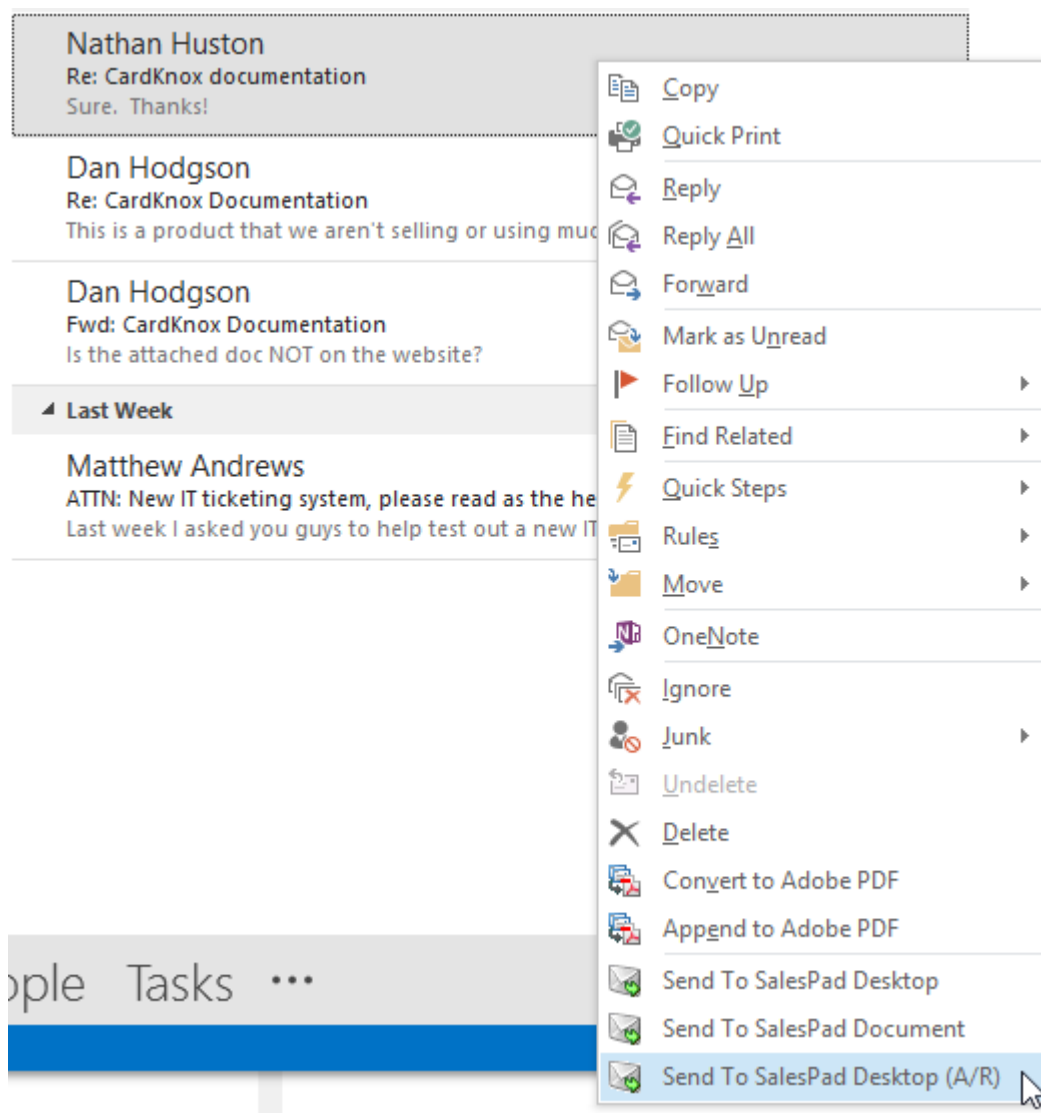 Nathan Huston
Re: CardKnox documentation
Sure. Thanks!
Dan Hodgson
Re: CardKnox Documentation
This is a product that we aren't selling or using
Dan Hodgson
Fwd: CardKnox Documentation
Is the attached doc NOT on the website?
Last Week
Matthew Andrews
ATTN: New IT ticketing system, please read as the
Last week I asked you guys to help test out a new
Tasks ...
Copy
Quick Print
Reply
Reply All
Forward
Mark as Unread
Follow Up
Find Related
Quick Steps
Rules
Move
OneNote
Ignore
Junk
Undelete
Delete
Convert to Adobe PDF
Append to Adobe PDF
Send To SalesPad Desktop
Send To SalesPad Document
Send To SalesPad Desktop (A/R)